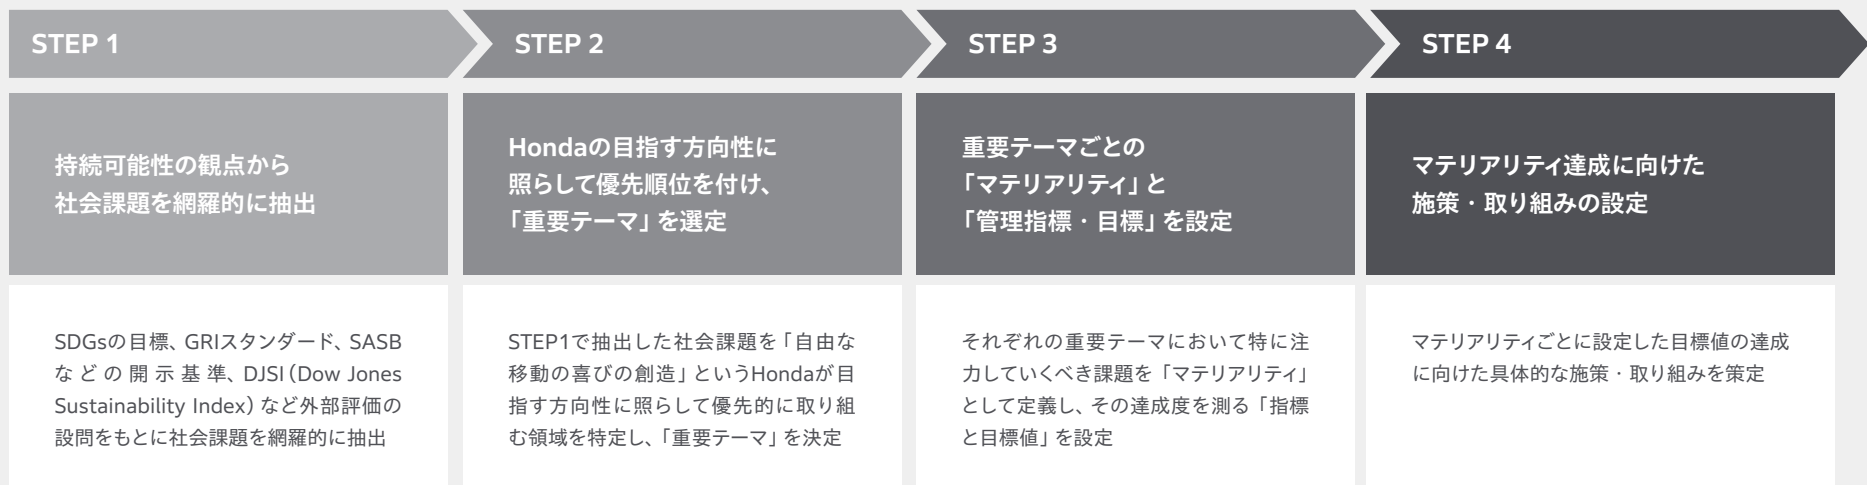 STEP 1
STEP 2
STEP 3
STEP 4
持続可能性の観点から
社会課題を網羅的に抽出
Hondaの目指す方向性に
照らして優先順位を付け、
「重要テーマ」を選定
重要テーマごとの
「マテリアリティ」と
「管理指標・目標」を設定
マテリアリティ達成に向けた
施策・取り組みの設定
SDGsの目標、GRIスタンダード、SASB
などの開示基準、DJSI（Dow Jones
Sustainability Index）など外部評価の
設問をもとに社会課題を網羅的に抽出
STEP1で抽出した社会課題を「自由な
移動の喜びの創造」というHondaが目
指す方向性に照らして優先的に取り組
む領域を特定し、「重要テーマ」を決定
それぞれの重要テーマにおいて特に注
力していくべき課題を「マテリアリティ」
として定義し、その達成度を測る「指標
と目標値」を設定
マテリアリティごとに設定した目標値の達成
に向けた具体的な施策・取り組みを策定